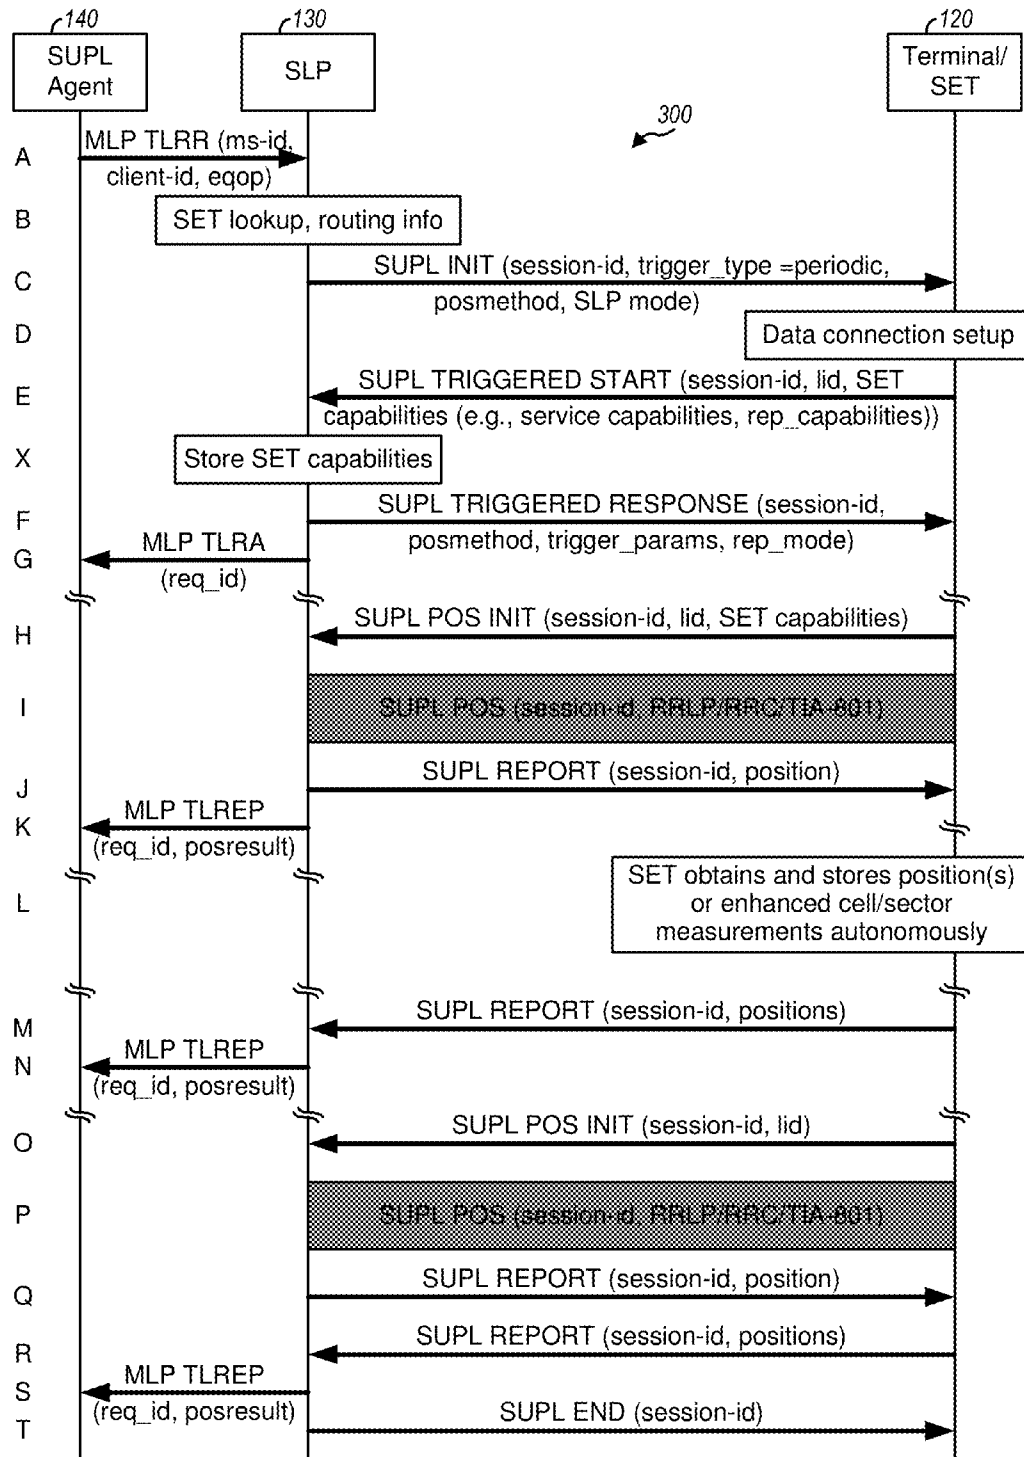 140
130
120
SUPL
Agent
SLP
Terminal/
SET
300
A
MLP TLRR (ms-id,
client-id, eqop)
B
SET lookup, routing info
C
SUPL INIT (session-id, trigger_type =periodic,
posmethod, SLP mode)
D
Data connection setup
E
SUPL TRIGGERED START (session-id, lid, SET
capabilities (e.g., service capabilities, rep_capabilities))
X
Store SET capabilities
F
SUPL TRIGGERED RESPONSE (session-id,
posmethod, trigger_params, rep_mode)
G
MLP TLRA
(req_id)
H
SUPL POS INIT (session-id, lid, SET capabilities)
I
SUPL POS (session-id, RRLP/RRC/TIA-801)
J
SUPL REPORT (session-id, position)
K
MLP TLREP
(req_id, posresult)
L
SET obtains and stores position(s)
or enhanced cell/sector
measurements autonomously
M
SUPL REPORT (session-id, positions)
N
MLP TLREP
(req_id, posresult)
O
SUPL POS INIT (session-id, lid)
P
SUPL POS (session-id, RRLP/RRC/TIA-801)
Q
SUPL REPORT (session-id, position)
R
SUPL REPORT (session-id, positions)
S
MLP TLREP
(req_id, posresult)
T
SUPL END (session-id)